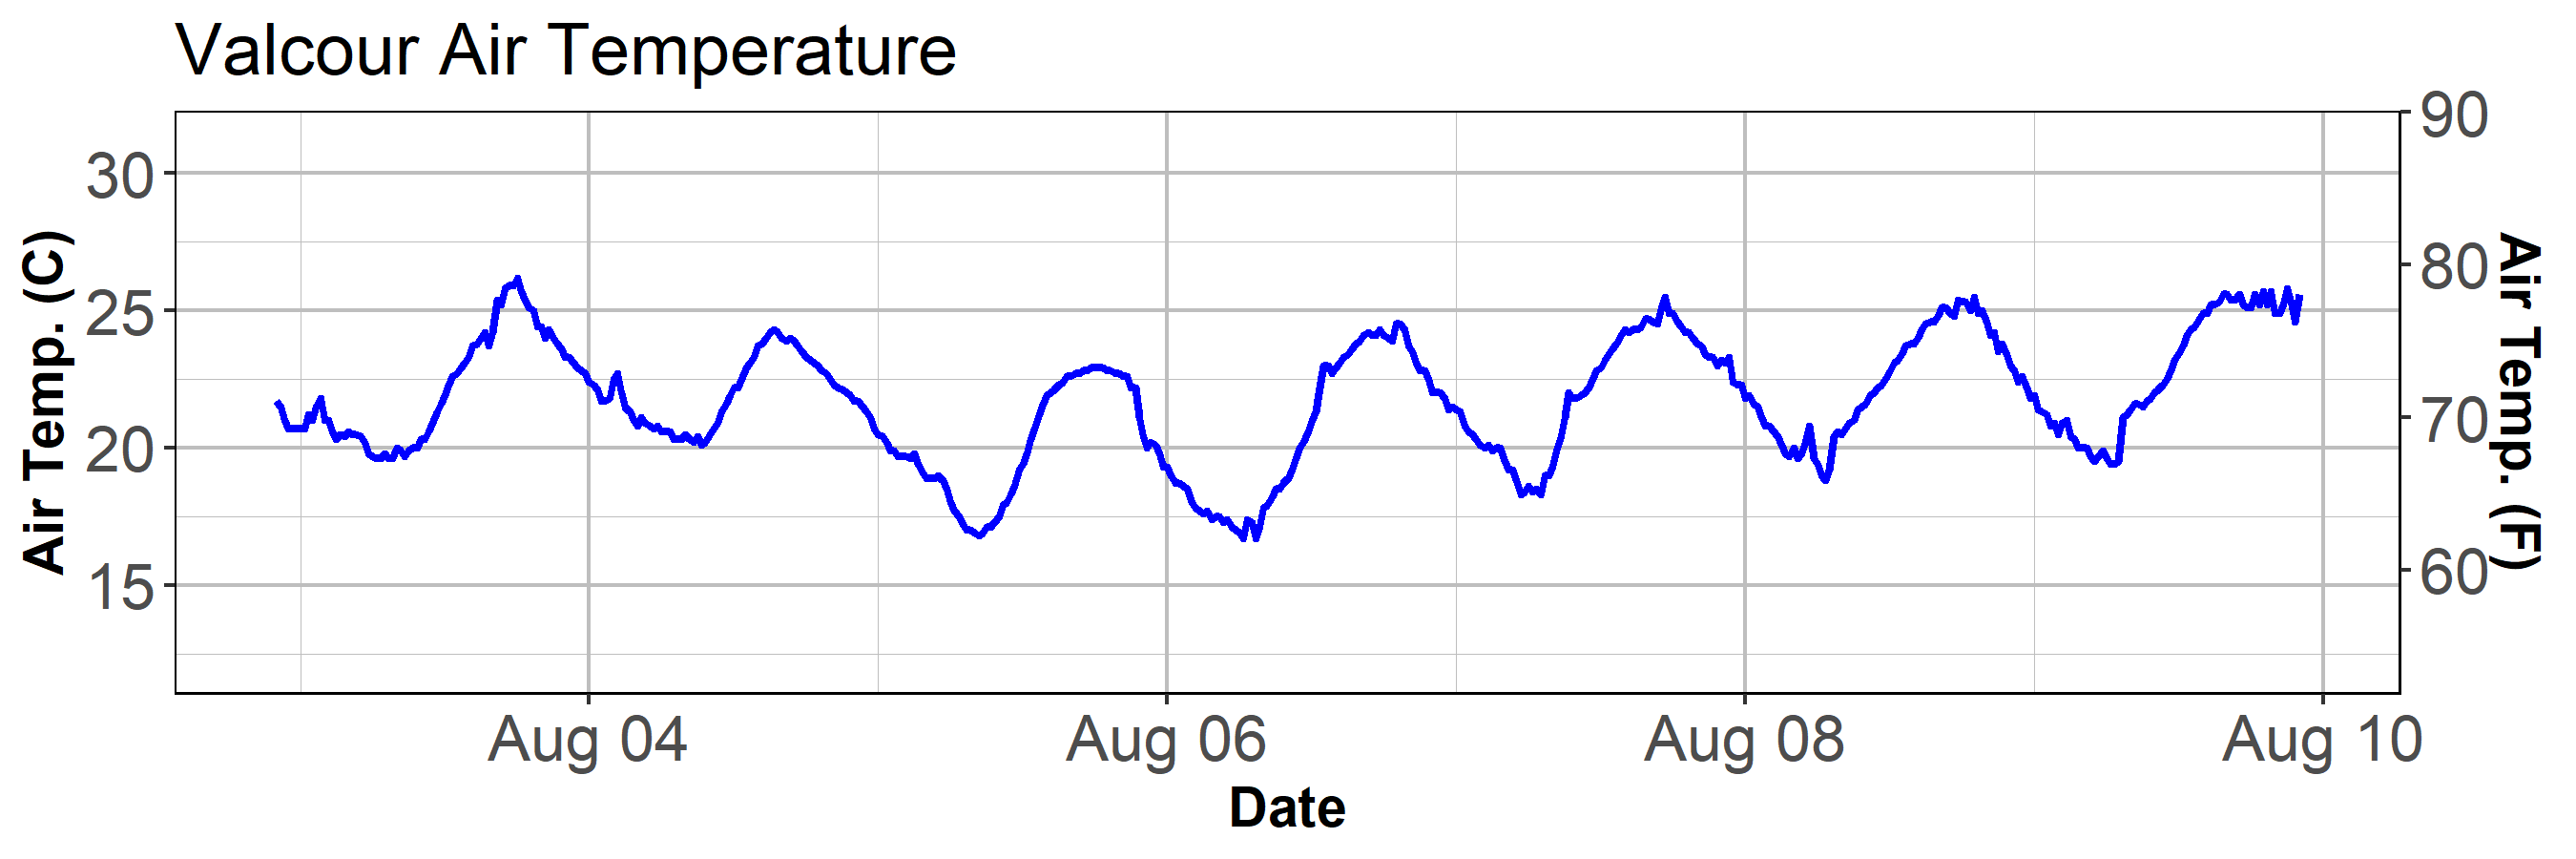 Valcour Air Temperature
Air Temp. (C)
30
25
20
15
90
80
70
60
Air Temp. (F)
Aug 04
Aug 06
Aug 08
Aug 10
Date